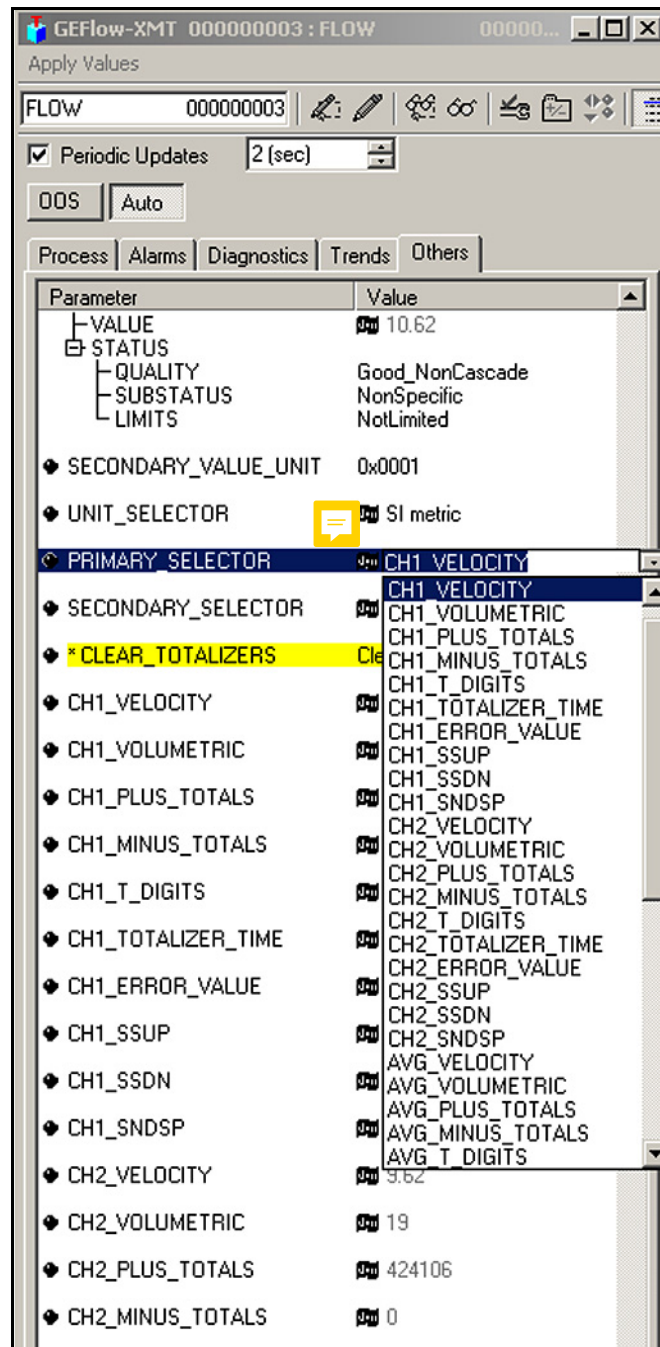 GEFlow-XMT 000000003 : FLOW 00000...
Apply Values
FLOW 000000003
Periodic Updates 2 (sec)
OOS Auto
Process Alarms Diagnostics Trends Others
Parameter Value
VALUE 10.62
STATUS
QUALITY Good_NonCascade
SUBSTATUS NonSpecific
LIMITS NotLimited
SECONDARY_VALUE_UNIT 0x0001
UNIT_SELECTOR SI metric
PRIMARY_SELECTOR CH1_VELOCITY
SECONDARY_SELECTOR
* CLEAR_TOTALIZERS Cle
CH1_VELOCITY
CH1_VOLUMETRIC
CH1_PLUS_TOTALS
CH1_MINUS_TOTALS
CH1_T_DIGITS
CH1_TOTALIZER_TIME
CH1_ERROR_VALUE
CH1_SSUP
CH1_SSDN
CH1_SNDSP
CH1_VELOCITY
CH1_VOLUMETRIC
CH1_PLUS_TOTALS
CH1_MINUS_TOTALS
CH1_T_DIGITS
CH1_TOTALIZER_TIME
CH1_ERROR_VALUE
CH1_SSUP
CH1_SSDN
CH1_SNDSP
CH2_VELOCITY
CH2_VOLUMETRIC
CH2_PLUS_TOTALS
CH2_MINUS_TOTALS
CH2_T_DIGITS
CH2_TOTALIZER_TIME
CH2_ERROR_VALUE
CH2_SSUP
CH2_SSDN
CH2_SNDSP
AVG_VELOCITY
AVG_VOLUMETRIC
AVG_PLUS_TOTALS
AVG_MINUS_TOTALS
AVG_T_DIGITS
CH2_VELOCITY 9.62
CH2_VOLUMETRIC 19
CH2_PLUS_TOTALS 424106
CH2_MINUS_TOTALS 0